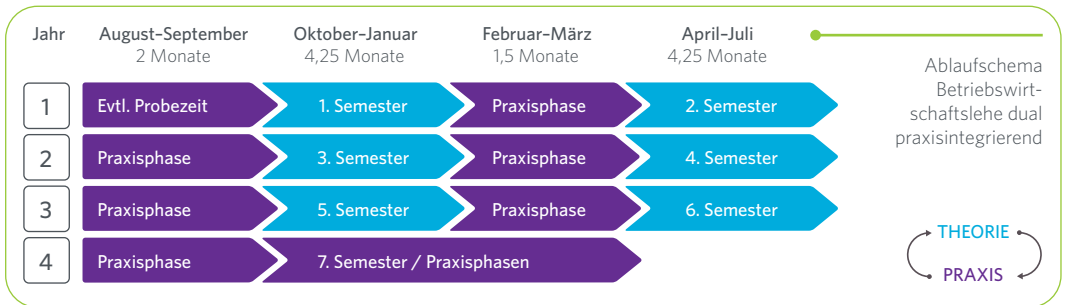 Jahr August–September Oktober–Januar Februar–März April–Juli
2 Monate 4,25 Monate 1,5 Monate 4,25 Monate
1 Evtl. Probezeit 1. Semester Praxisphase 2. Semester
2 Praxisphase 3. Semester Praxisphase 4. Semester
3 Praxisphase 5. Semester Praxisphase 6. Semester
4 Praxisphase 7. Semester / Praxisphasen
Ablaufschema
Betriebswirt-
schaftslehe dual
praxisintegrierend
THEORIE
PRAXIS